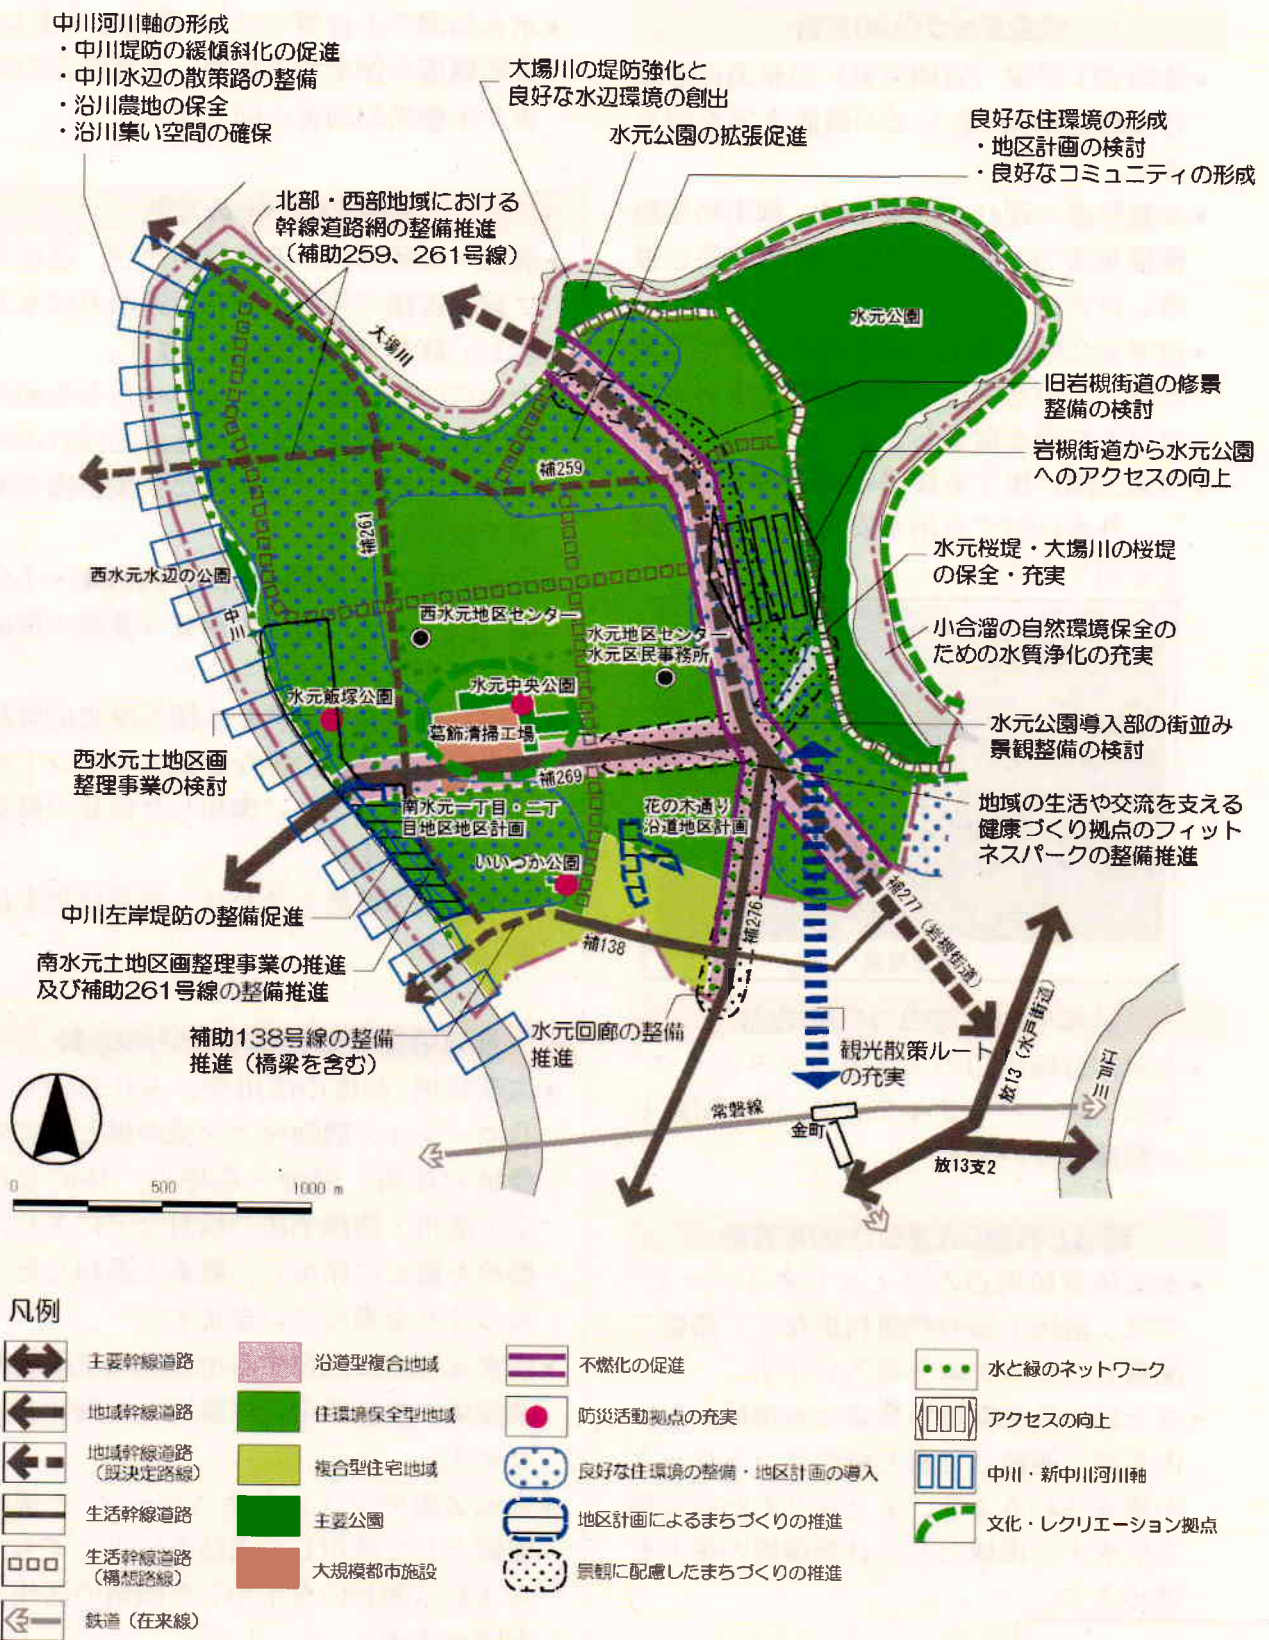 中川河川軸の形成
・中川堤防の緩傾斜化の促進
・中川水辺の散策路の整備
・沿川農地の保全
・沿川集い空間の確保
大場川の堤防強化と
良好な水辺環境の創出
水元公園の拡張促進
良好な住環境の形成
・地区計画の検討
・良好なコミュニティの形成
北部・西部地域における
幹線道路網の整備推進
（補助259、261号線）
大場川
水元公園
旧岩槻街道の修景
整備の検討
岩槻街道から水元公園
へのアクセスの向上
補259
補261
水元桜堤・大場川の桜堤
の保全・充実
西水元水辺の公園
中川
西水元地区センター
水元地区センター
水元区民事務所
小合溜の自然環境保全の
ための水質浄化の充実
水元飯塚公園
水元中央公園
葛飾清掃工場
水元公園導入部の街並み
景観整備の検討
西水元土地区画
整理事業の検討
補269
南水元一丁目・二丁
目地区地区計画
花の木通り
沿道地区計画
地域の生活や交流を支える
健康づくり拠点のフィット
ネスパークの整備推進
いいづか公園
中川左岸堤防の整備促進
補276
補277（岩槻街道）
補138
南水元土地区画整理事業の推進
及び補助261号線の整備推進
補助138号線の整備
推進（橋梁を含む）
水元回廊の整備
推進
観光散策ルート
の充実
放13（水戸街道）
江戸川
常磐線
金町
放13支2
0 500 1000 m
凡例
主要幹線道路
地域幹線道路
地域幹線道路
（既決定路線）
生活幹線道路
生活幹線道路
（構想路線）
鉄道（在来線）
沿道型複合地域
住環境保全型地域
複合型住宅地域
主要公園
大規模都市施設
不燃化の促進
防災活動拠点の充実
良好な住環境の整備・地区計画の導入
地区計画によるまちづくりの推進
景観に配慮したまちづくりの推進
水と緑のネットワーク
アクセスの向上
中川・新中川河川軸
文化・レクリエーション拠点